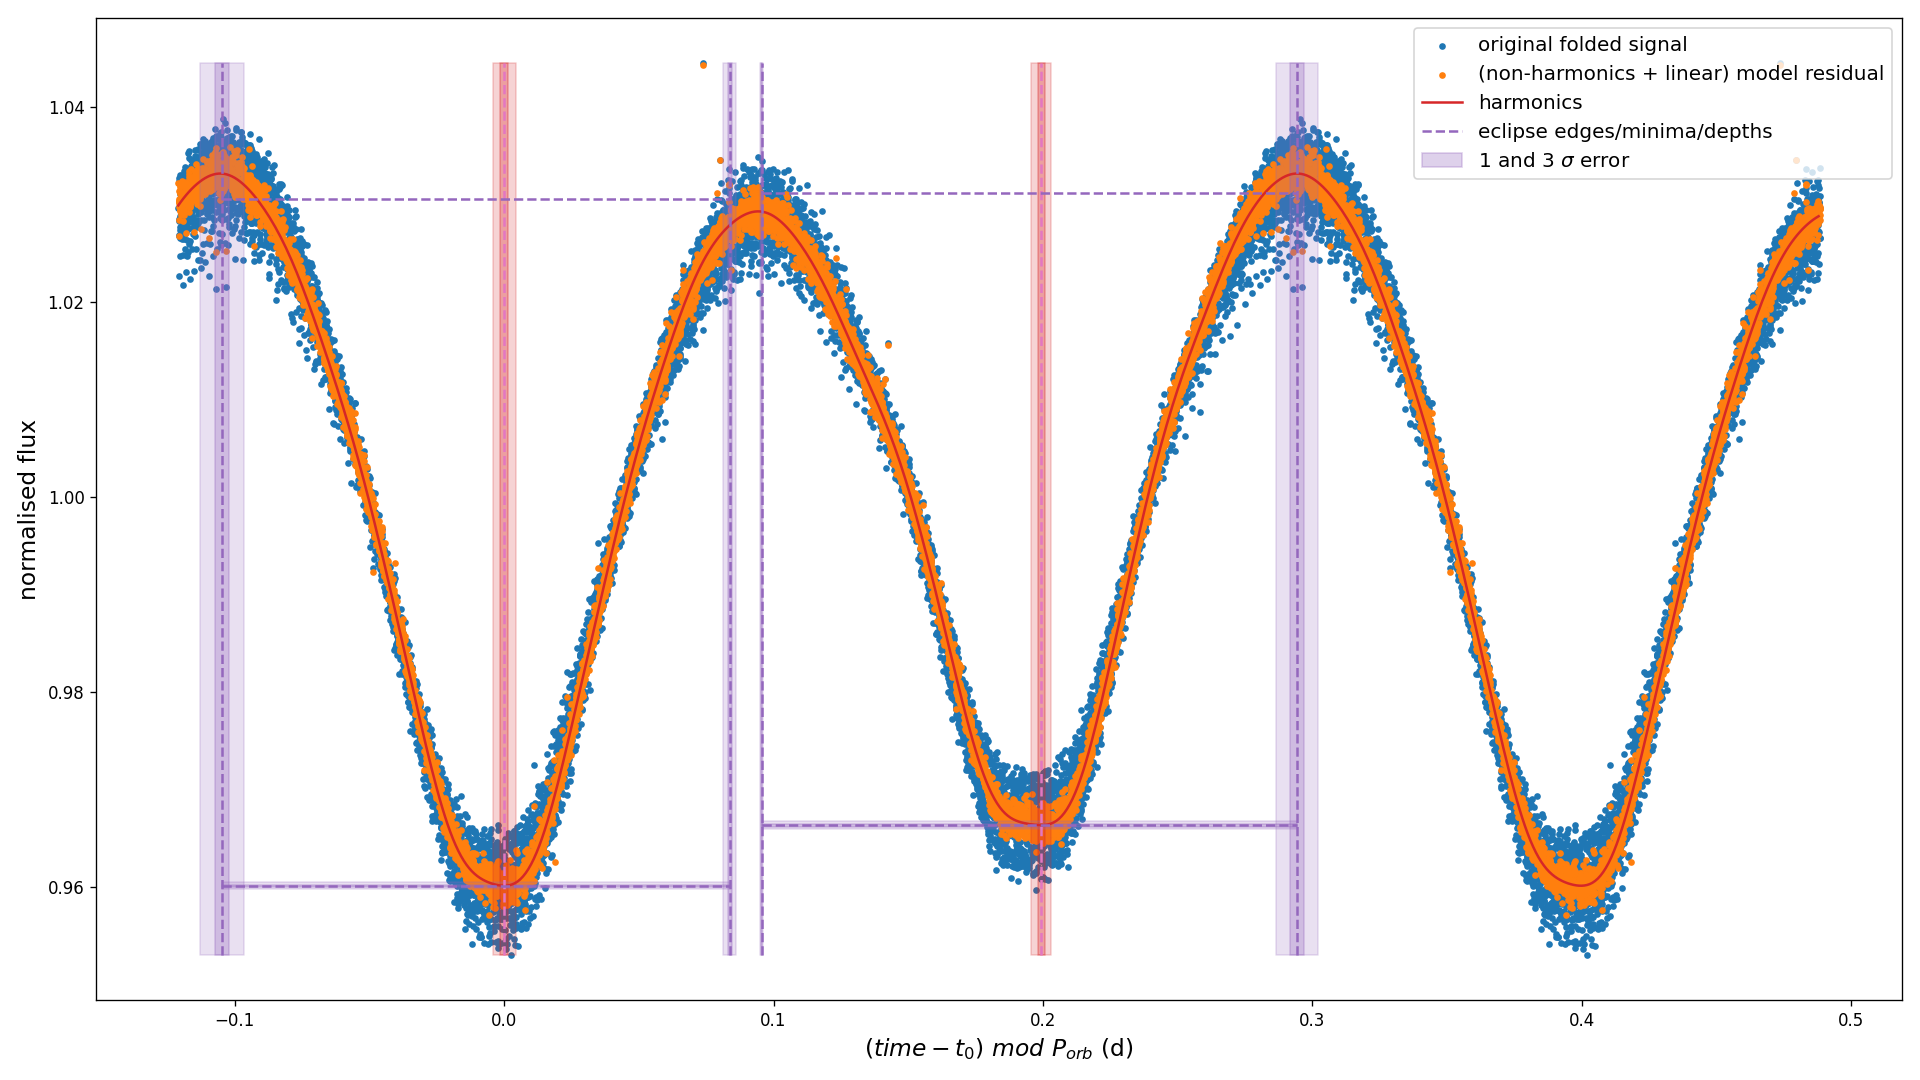 original folded signal
(non-harmonics + linear) model residual
harmonics
eclipse edges/minima/depths
1 and 3 σ error
normalised flux
1.04
1.02
1.00
0.98
0.96
−0.1
0.0
0.1
0.2
0.3
0.4
0.5
(time − t₀) mod Pₒᵣb (d)